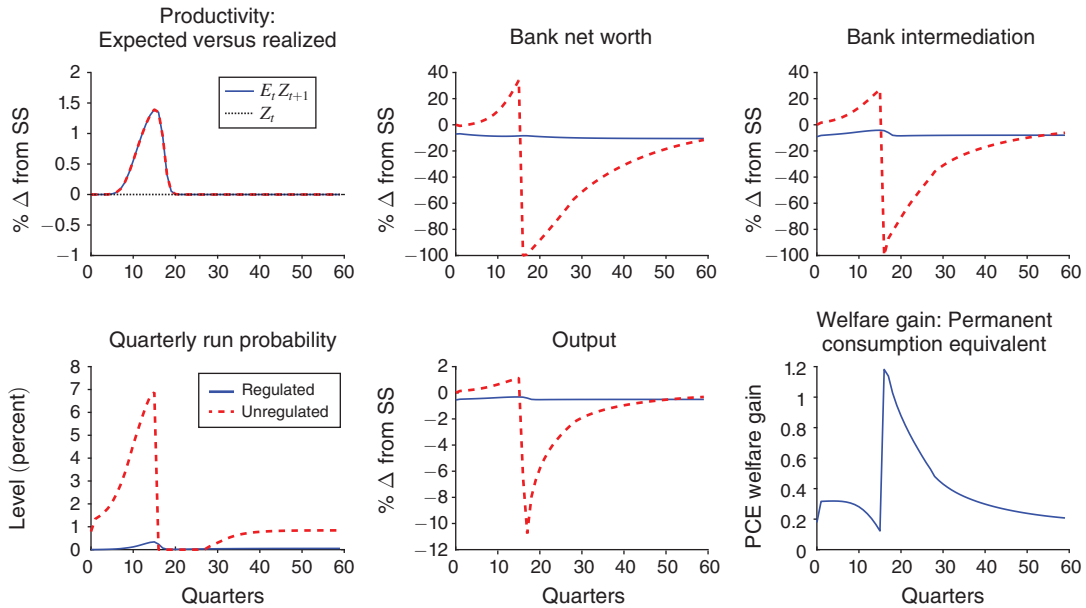 Productivity:
Expected versus realized
% Δ from SS
2
1.5
1
0.5
0
−0.5
−1
E_t Z_{t+1}
Z_t
0 10 20 30 40 50 60
Bank net worth
% Δ from SS
40
20
0
−20
−40
−60
−80
−100
0 10 20 30 40 50 60
Bank intermediation
% Δ from SS
40
20
0
−20
−40
−60
−80
−100
0 10 20 30 40 50 60
Quarterly run probability
Level (percent)
8
7
6
5
4
3
2
1
0
Regulated
Unregulated
0 10 20 30 40 50 60
Quarters
Output
% Δ from SS
2
0
−2
−4
−6
−8
−10
−12
0 10 20 30 40 50 60
Quarters
Welfare gain: Permanent
consumption equivalent
PCE welfare gain
1.2
1
0.8
0.6
0.4
0.2
0
0 10 20 30 40 50 60
Quarters